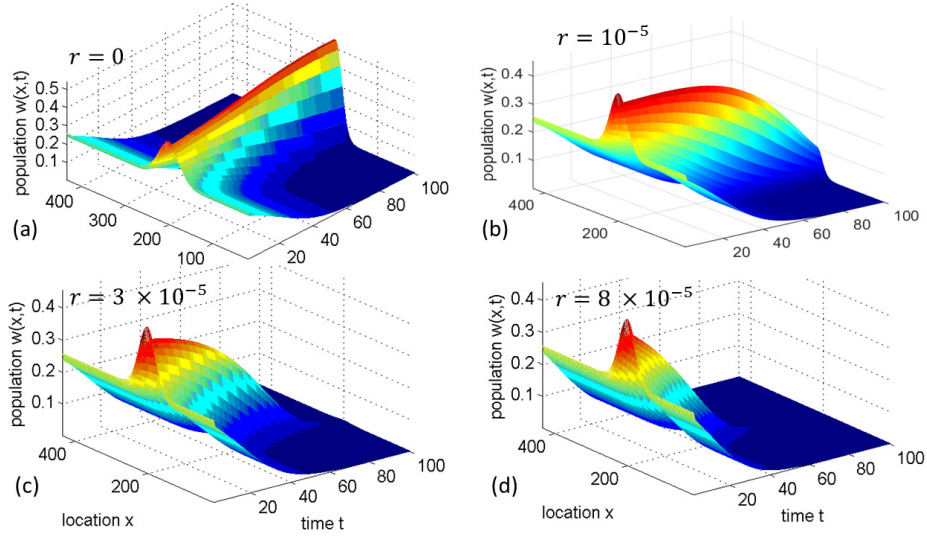 r = 0
population w(x,t)
0.5
0.4
0.3
0.2
0.1
400
300
200
100
20
40
60
80
100
(a)
r = 10⁻⁵
population w(x,t)
0.4
0.3
0.2
0.1
400
200
20
40
60
80
100
(b)
r = 3 × 10⁻⁵
population w(x,t)
0.4
0.3
0.2
0.1
400
200
20
40
60
80
100
(c)
location x
time t
r = 8 × 10⁻⁵
population w(x,t)
0.4
0.3
0.2
0.1
400
200
20
40
60
80
100
(d)
location x
time t